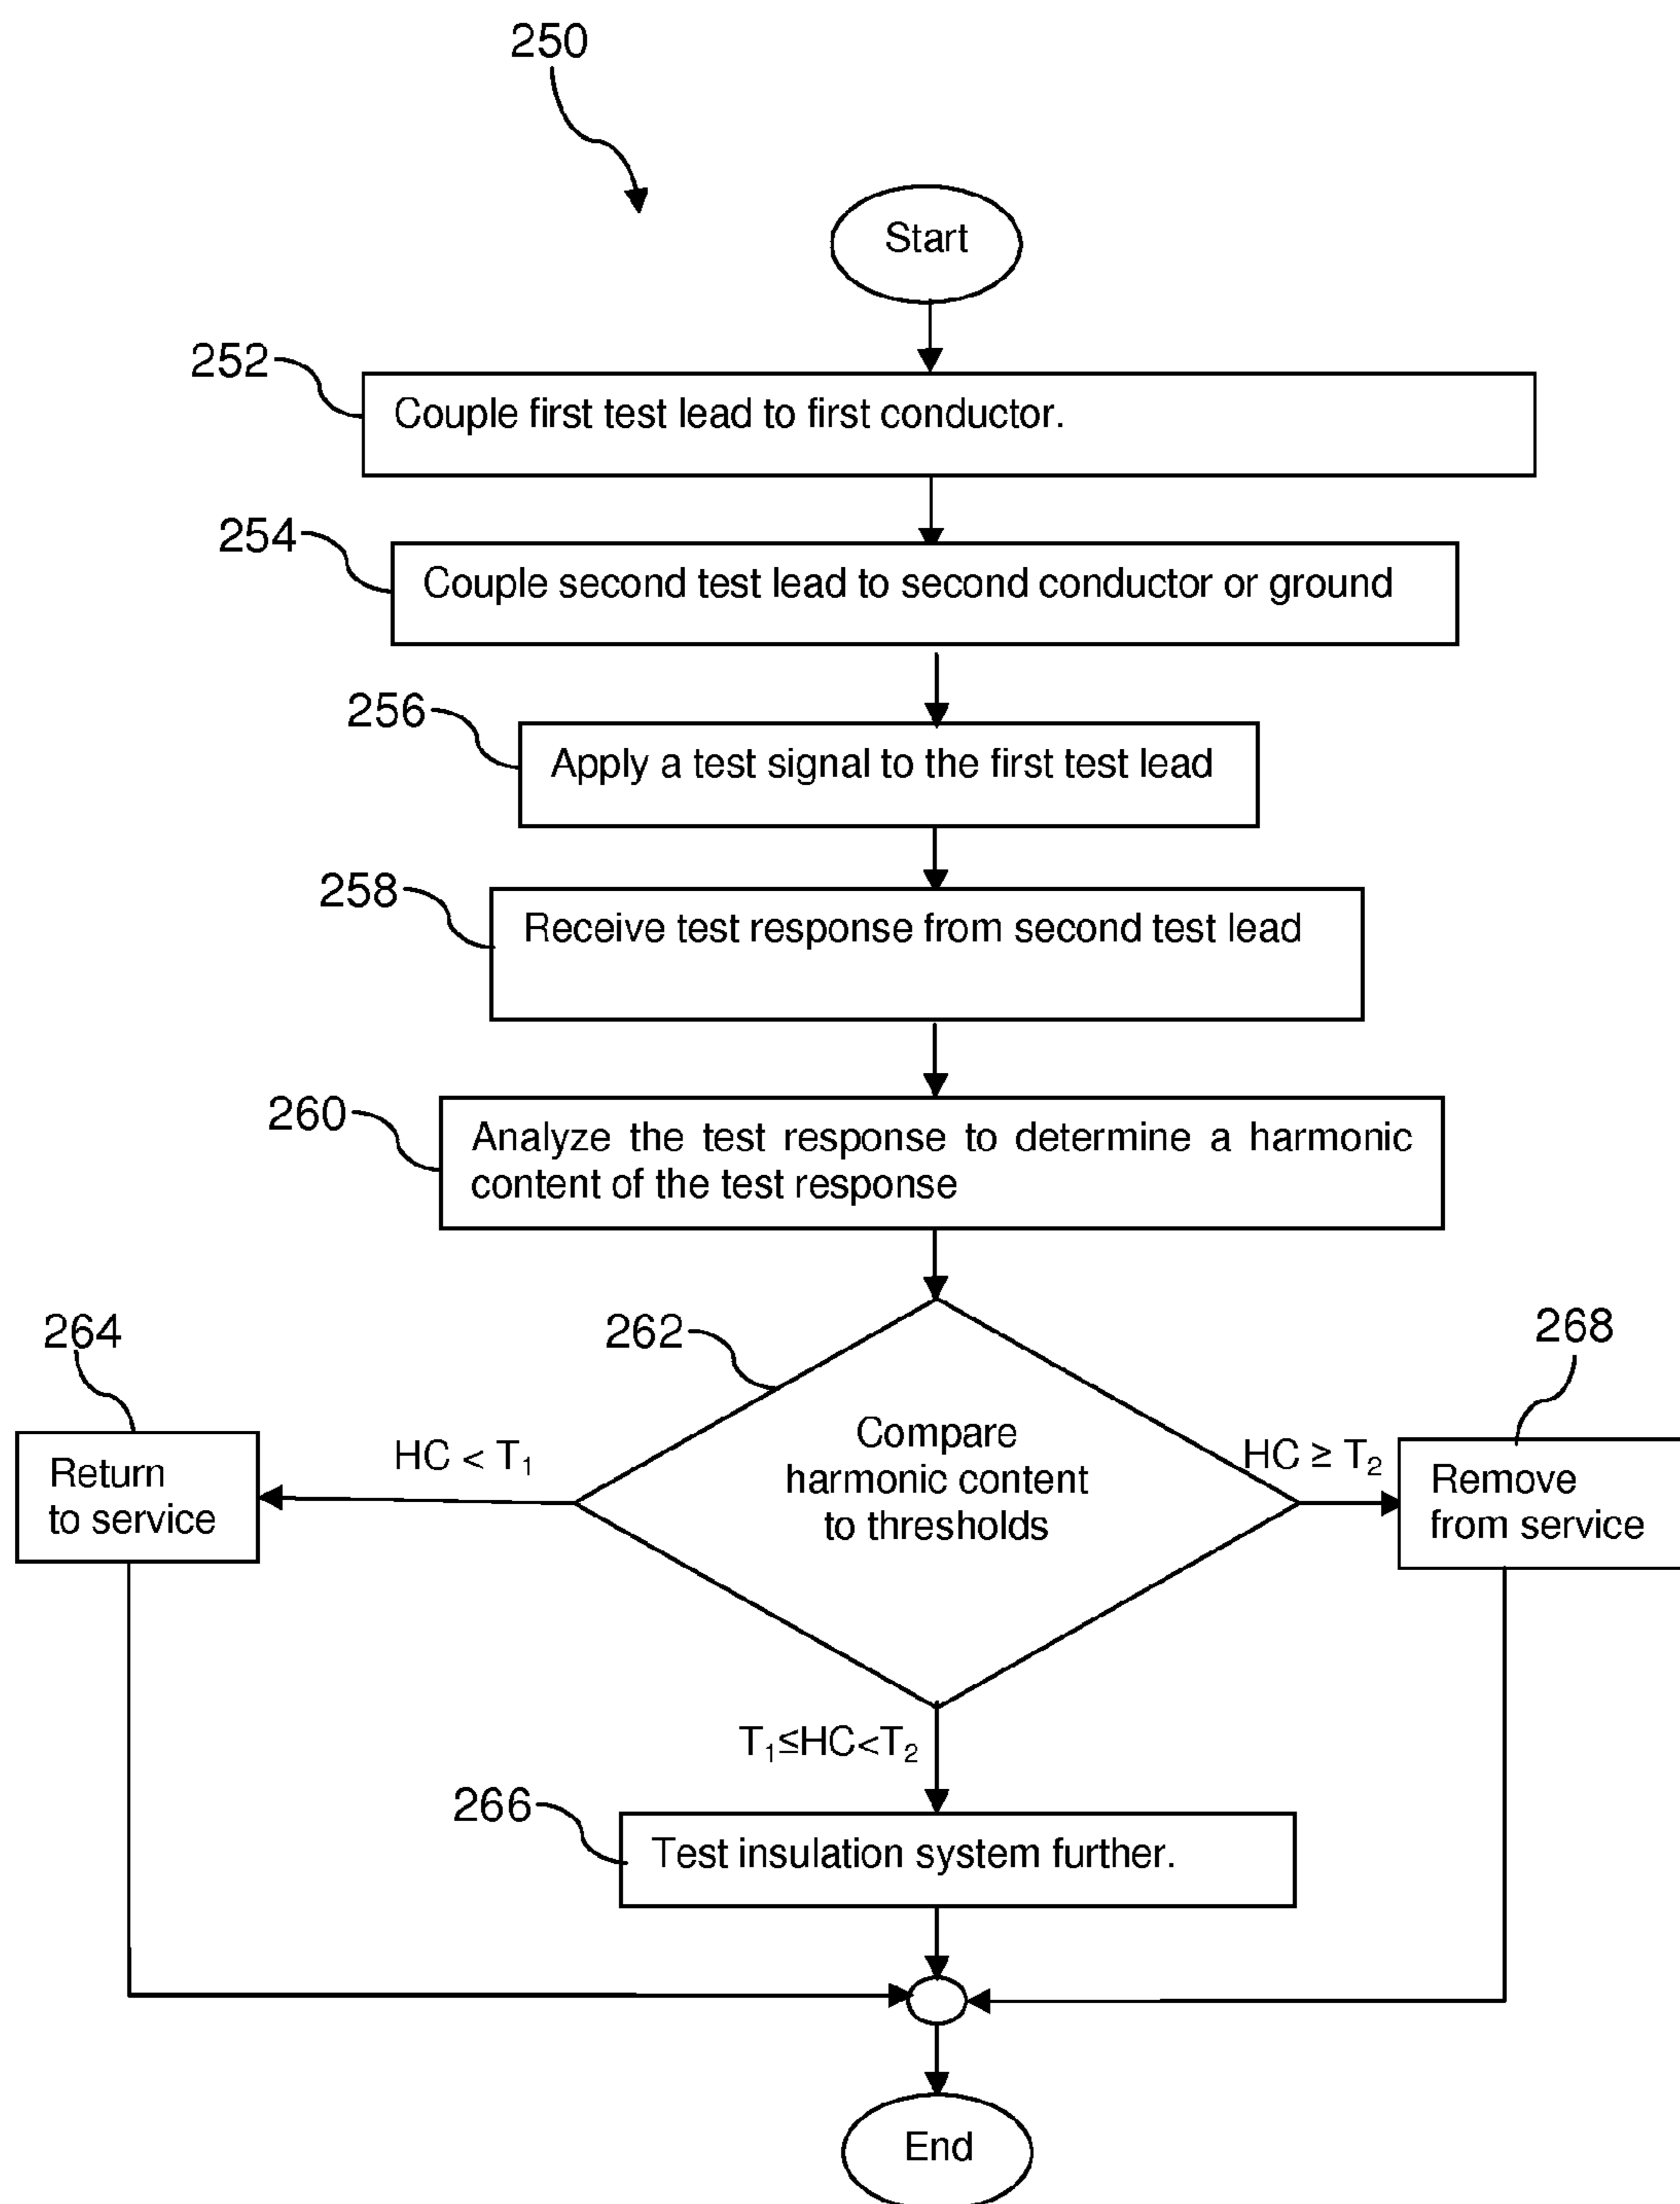 250
Start
252
Couple first test lead to first conductor.
254
Couple second test lead to second conductor or ground
256
Apply a test signal to the first test lead
258
Receive test response from second test lead
260
Analyze the test response to determine a harmonic
content of the test response
264
262
268
Return
to service
HC < T₁
Compare
harmonic content
to thresholds
HC ≥ T₂
Remove
from service
T₁≤HC<T₂
266
Test insulation system further.
End